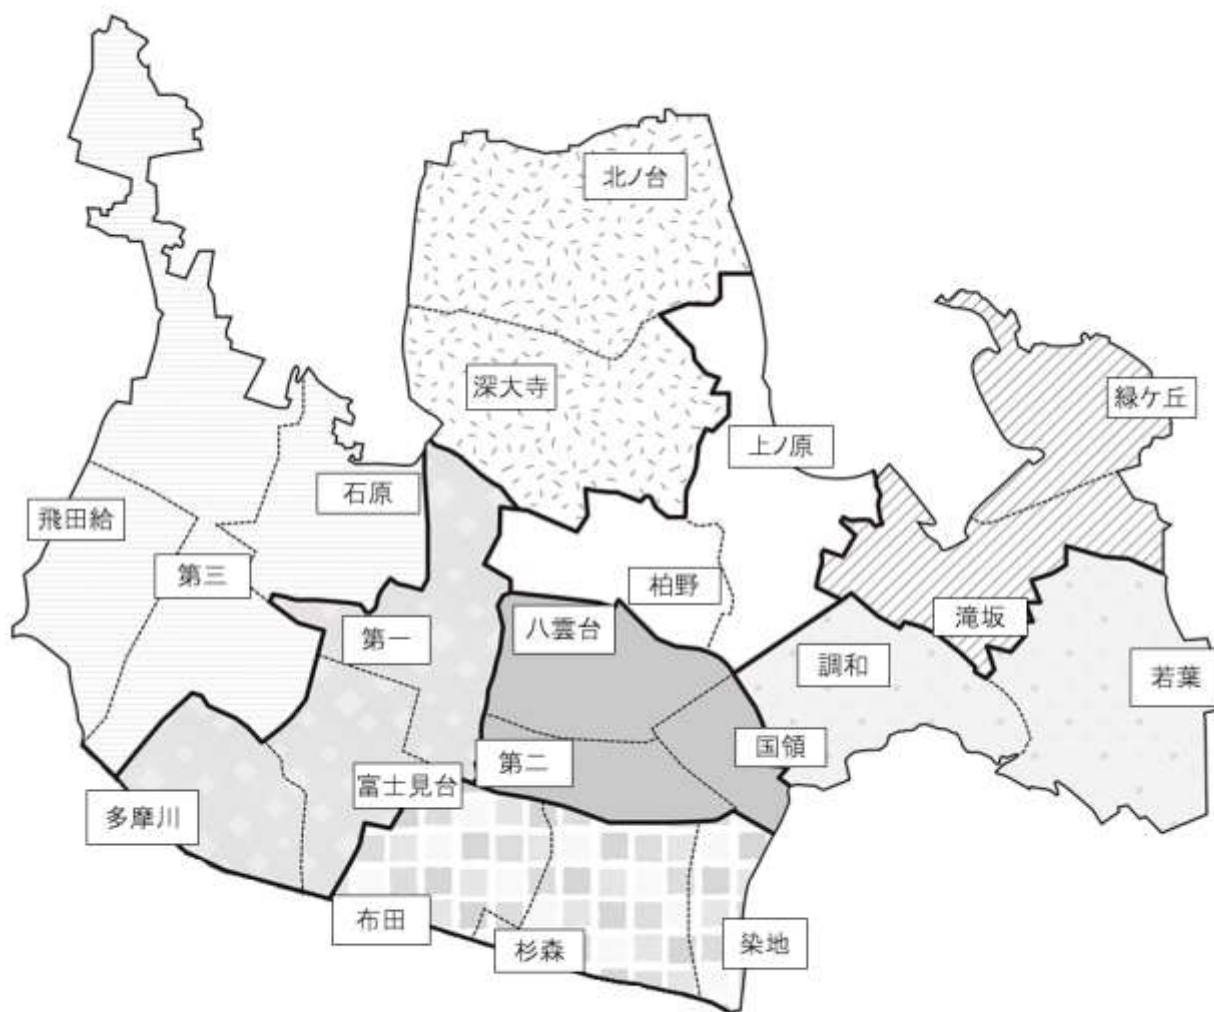 北ノ台
深大寺
緑ケ丘
上ノ原
石原
飛田給
第三
柏野
第一
八雲台
滝坂
調和
若葉
国領
第二
富士見台
多摩川
布田
杉森
染地